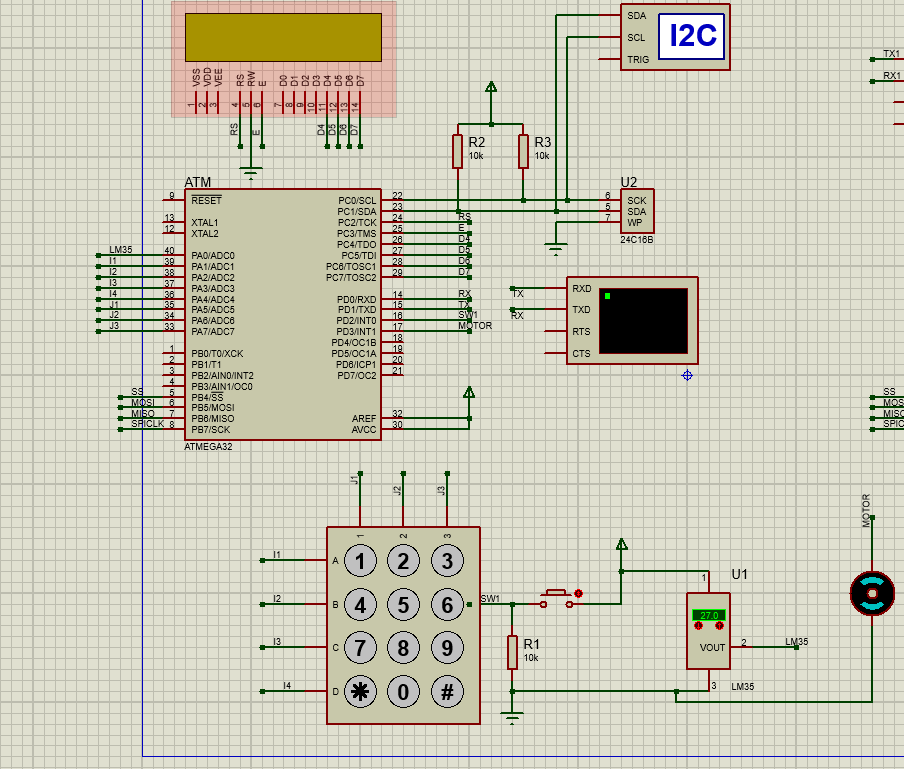 SDA
SCL
TRIG
I2C
TX1
RX1
VSS
VDD
VEE
RS
RW
E
D0
D1
D2
D3
D4
D5
D6
D7
1
2
3
4
5
6
7
8
9
10
11
12
13
14
RS
E
D4
D5
D6
D7
R2
10k
R3
10k
ATM
9 RESET
13 XTAL1
12 XTAL2
LM35 40 PA0/ADC0
I1 39 PA1/ADC1
I2 38 PA2/ADC2
I3 37 PA3/ADC3
I4 36 PA4/ADC4
J1 35 PA5/ADC5
J2 34 PA6/ADC6
J3 33 PA7/ADC7
1 PB0/T0/XCK
2 PB1/T1
3 PB2/AIN0/INT2
4 PB3/AIN1/OC0
SS 5 PB4/SS
MOSI 6 PB5/MOSI
MISO 7 PB6/MISO
SPICLK 8 PB7/SCK
PC0/SCL 22
PC1/SDA 23
PC2/TCK 24 RS
PC3/TMS 25 E
PC4/TDO 26 D4
PC5/TDI 27 D5
PC6/TOSC1 28 D6
PC7/TOSC2 29 D7
PD0/RXD 14 RX
PD1/TXD 15 TX
PD2/INT0 16 SW1
PD3/INT1 17 MOTOR
PD4/OC1B 18
PD5/OC1A 19
PD6/ICP1 20
PD7/OC2 21
AREF 32
AVCC 30
ATMEGA32
U2
6 SCK
5 SDA
7 WP
24C16B
TX RXD
RX TXD
RTS
CTS
SS
MOSI
MISO
SPICLK
J1
J2
J3
1
2
3
I1 A 1 2 3
I2 B 4 5 6
I3 C 7 8 9
I4 D * 0 #
SW1
R1
10k
U1
1
27.0
VOUT 2 LM35
3
LM35
MOTOR